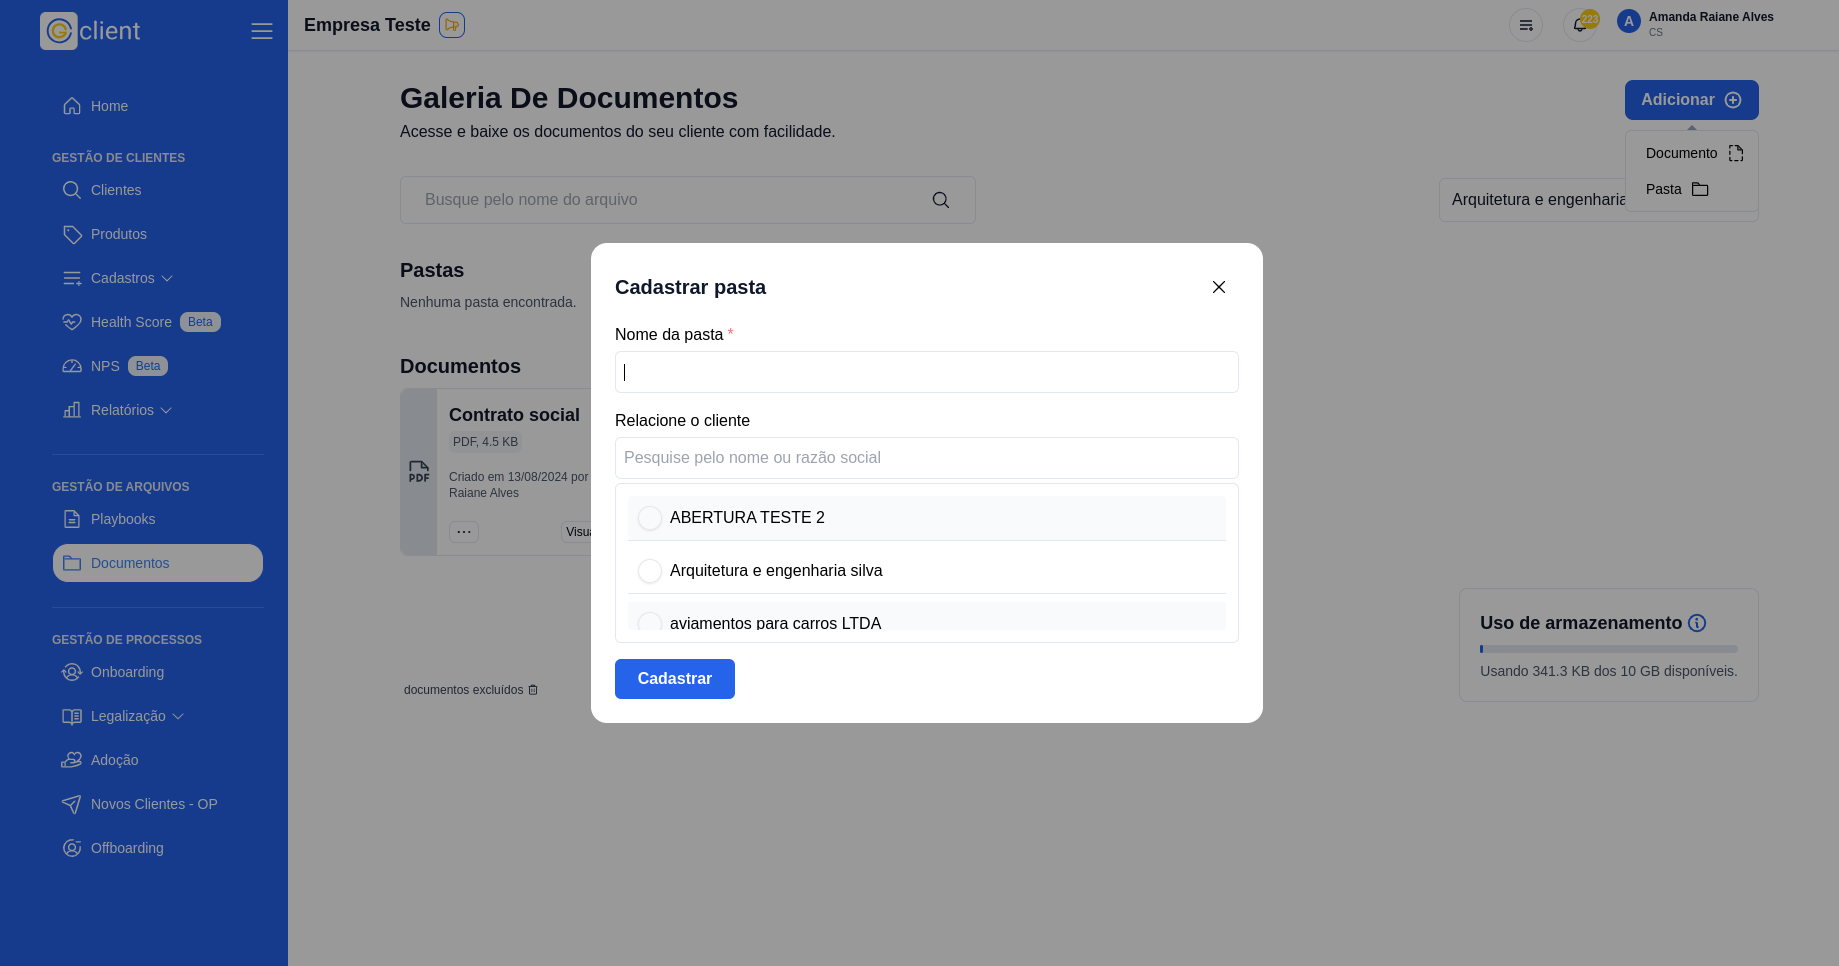 client
Home
GESTÃO DE CLIENTES
Clientes
Produtos
Cadastros
Health Score Beta
NPS Beta
Relatórios
GESTÃO DE ARQUIVOS
Playbooks
Documentos
GESTÃO DE PROCESSOS
Onboarding
Legalização
Adoção
Novos Clientes - OP
Offboarding
Empresa Teste
223
A
Amanda Raiane Alves
CS
Galeria De Documentos
Acesse e baixe os documentos do seu cliente com facilidade.
Adicionar
Documento
Pasta
Busque pelo nome do arquivo
Arquitetura e engenharia
Pastas
Nenhuma pasta encontrada.
Documentos
PDF
Contrato social
PDF, 4.5 KB
Criado em 13/08/2024 por
Raiane Alves
Visua
documentos excluídos
Cadastrar pasta
Nome da pasta *
Relacione o cliente
Pesquise pelo nome ou razão social
ABERTURA TESTE 2
Arquitetura e engenharia silva
aviamentos para carros LTDA
Cadastrar
Uso de armazenamento
Usando 341.3 KB dos 10 GB disponíveis.